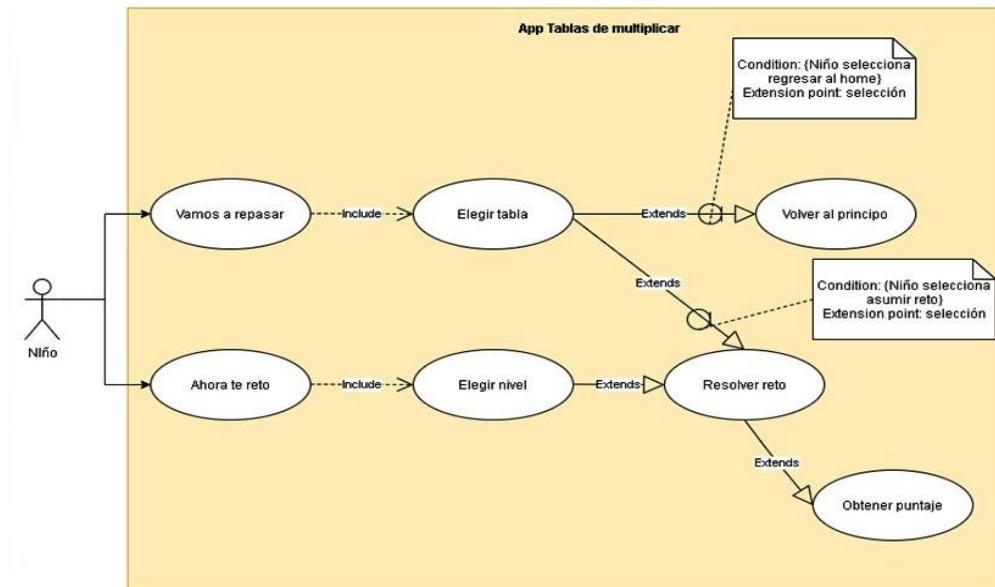 App Tablas de multiplicar
Condition: {Niño selecciona
regresar al home}
Extension point: selección
Vamos a repasar
Include
Elegir tabla
Extends
Volver al principo
Extends
Condition: {Niño selecciona
asumir reto}
Extension point: selección
NIño
Ahora te reto
Include
Elegir nivel
Extends
Resolver reto
Extends
Obtener puntaje